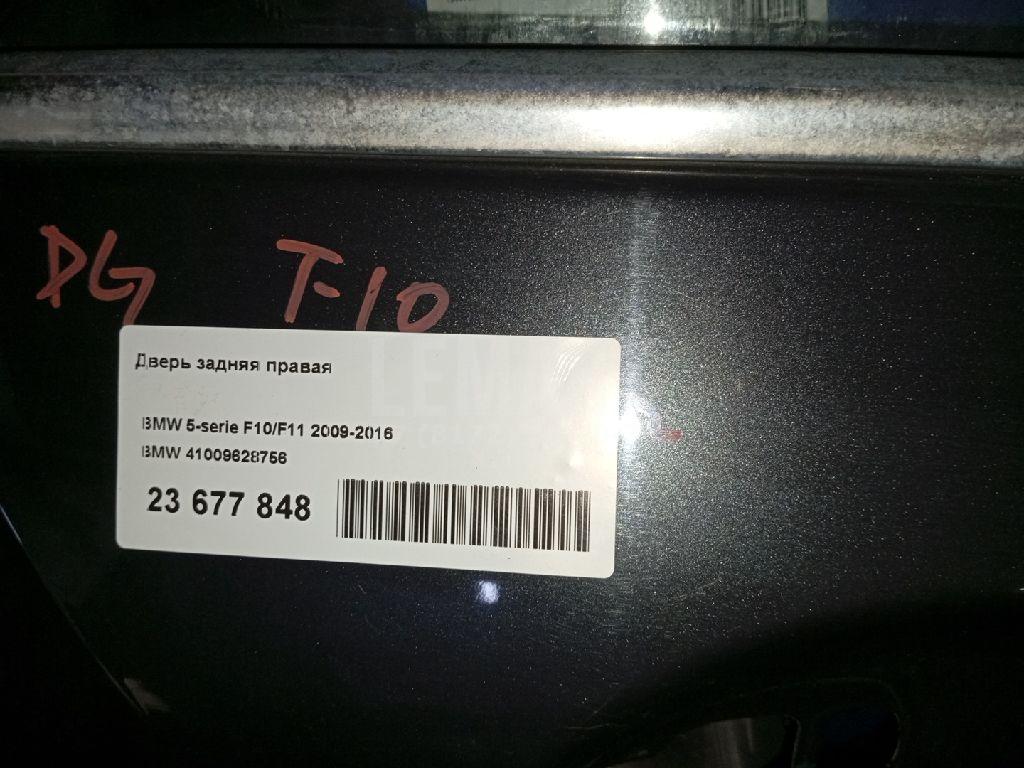 DG T-10
Дверь задняя правая
BMW 5-serie F10/F11 2009-2016
BMW 41009628756
23 677 848